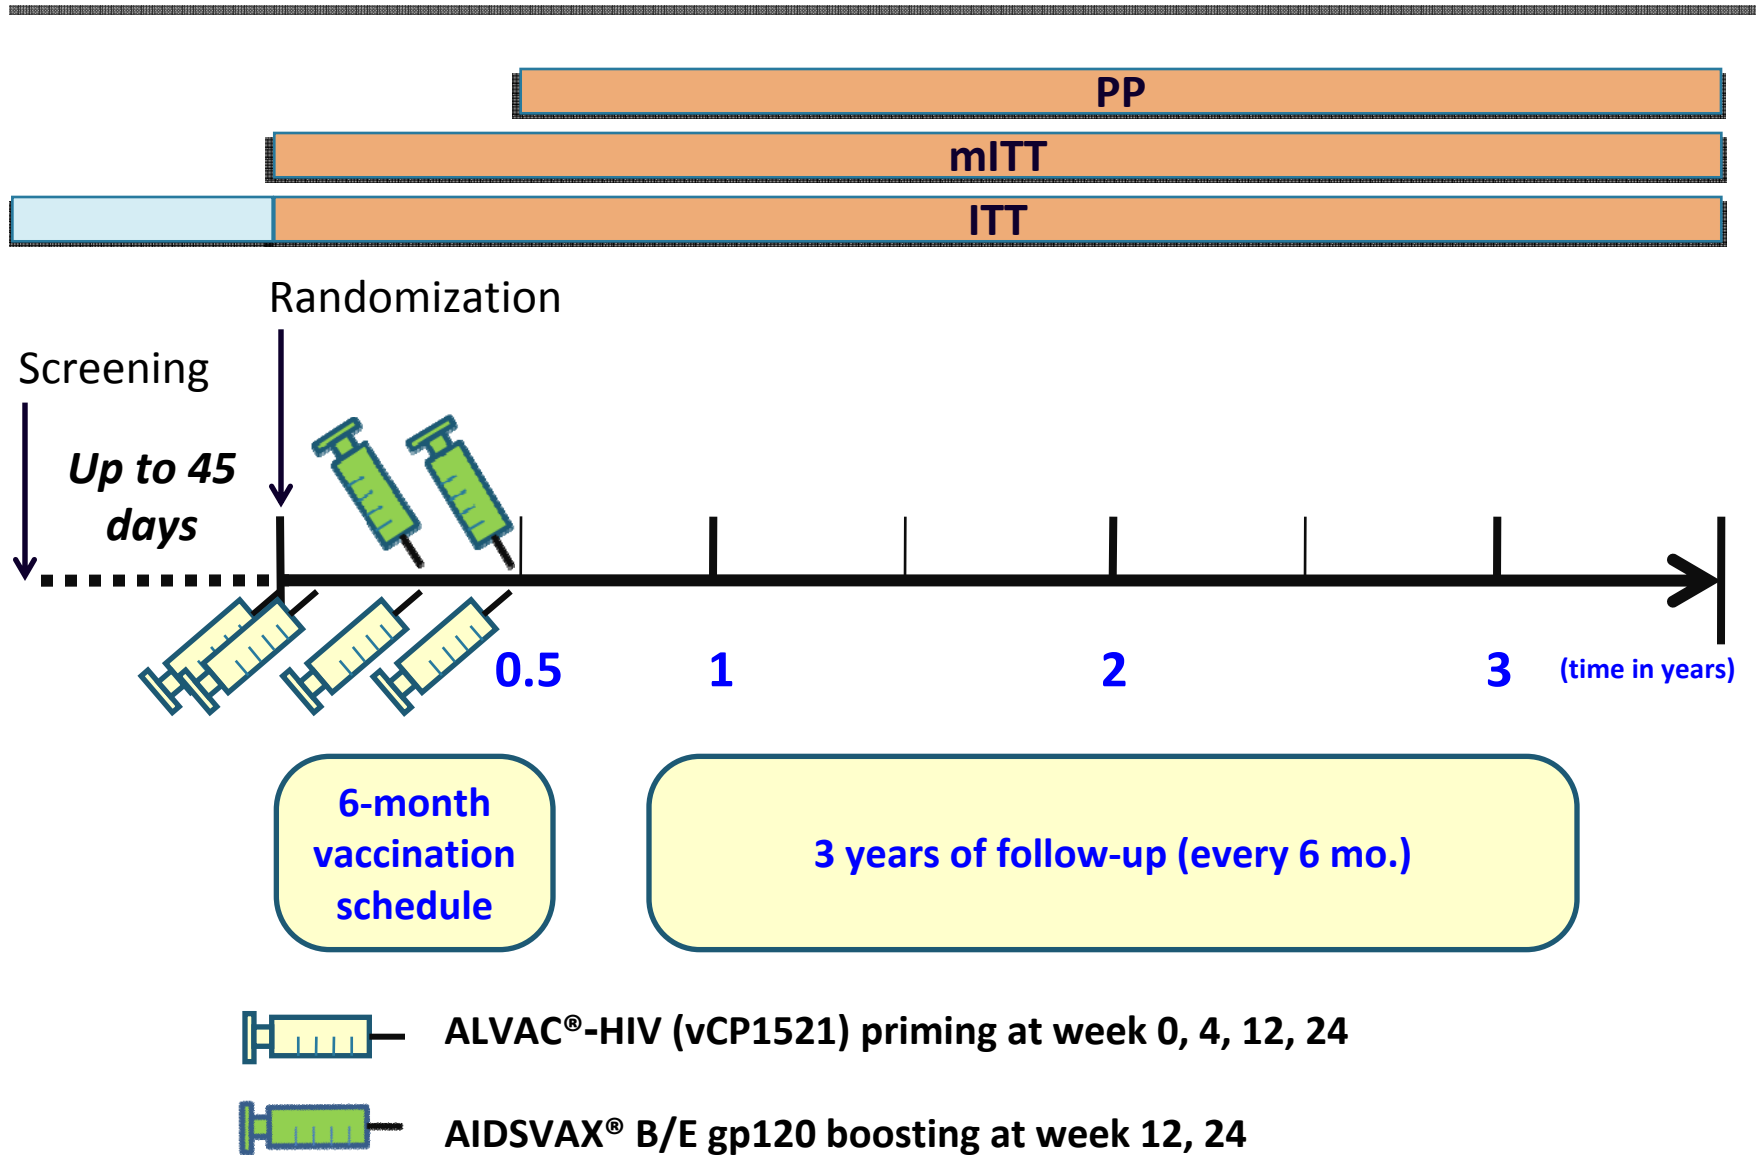 PP
mITT
ITT
Randomization
Screening
Up to 45
days
0.5
1
2
3
(time in years)
6-month
vaccination
schedule
3 years of follow-up (every 6 mo.)
ALVAC®-HIV (vCP1521) priming at week 0, 4, 12, 24
AIDSVAX® B/E gp120 boosting at week 12, 24